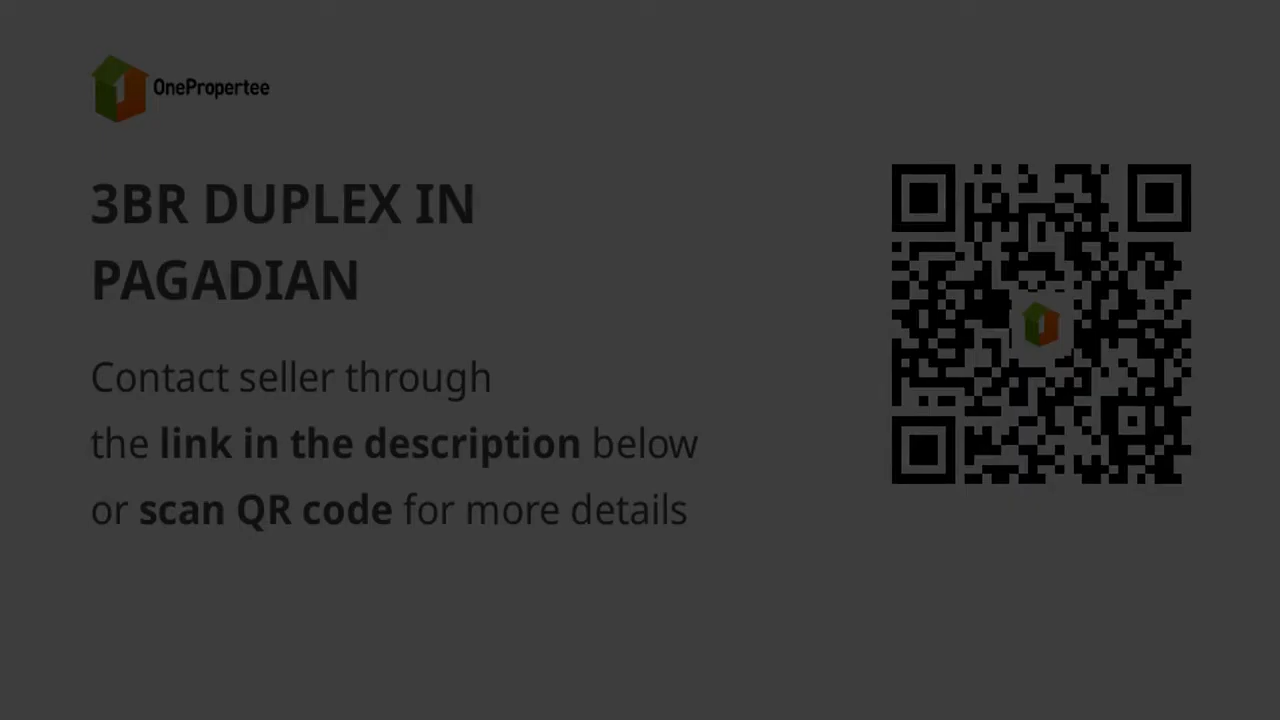 OnePropertee
3BR DUPLEX IN
PAGADIAN
Contact seller through
the link in the description below
or scan QR code for more details